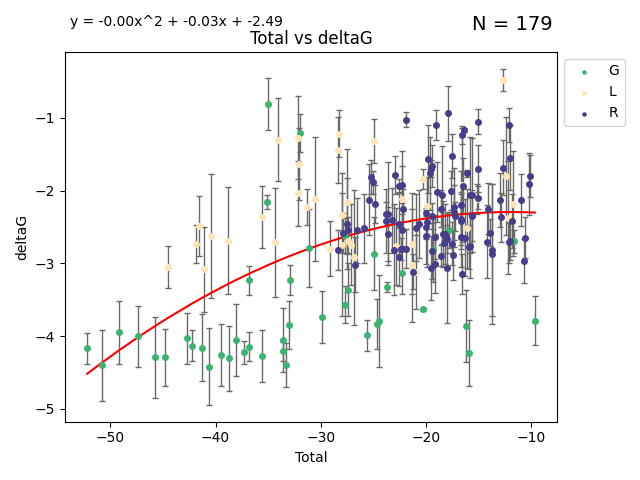 y = -0.00x^2 + -0.03x + -2.49
N = 179
Total vs deltaG
G
L
R
−1
−2
−3
−4
−5
deltaG
−50 −40 −30 −20 −10
Total